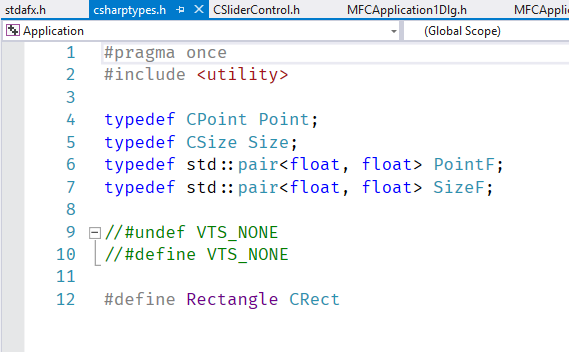 stdafx.h csharptypes.h CSliderControl.h MFCApplication1Dlg.h MFCAppli
Application (Global Scope)
1 #pragma once
2 #include <utility>
3
4 typedef CPoint Point;
5 typedef CSize Size;
6 typedef std::pair<float, float> PointF;
7 typedef std::pair<float, float> SizeF;
8
9 //#undef VTS_NONE
10 //#define VTS_NONE
11
12 #define Rectangle CRect